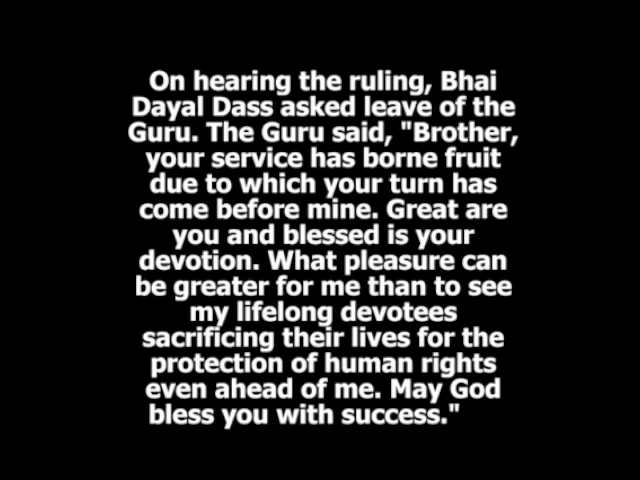 On hearing the ruling, Bhai
Dayal Dass asked leave of the
Guru. The Guru said, "Brother,
your service has borne fruit
due to which your turn has
come before mine. Great are
you and blessed is your
devotion. What pleasure can
be greater for me than to see
my lifelong devotees
sacrificing their lives for the
protection of human rights
even ahead of me. May God
bless you with success."